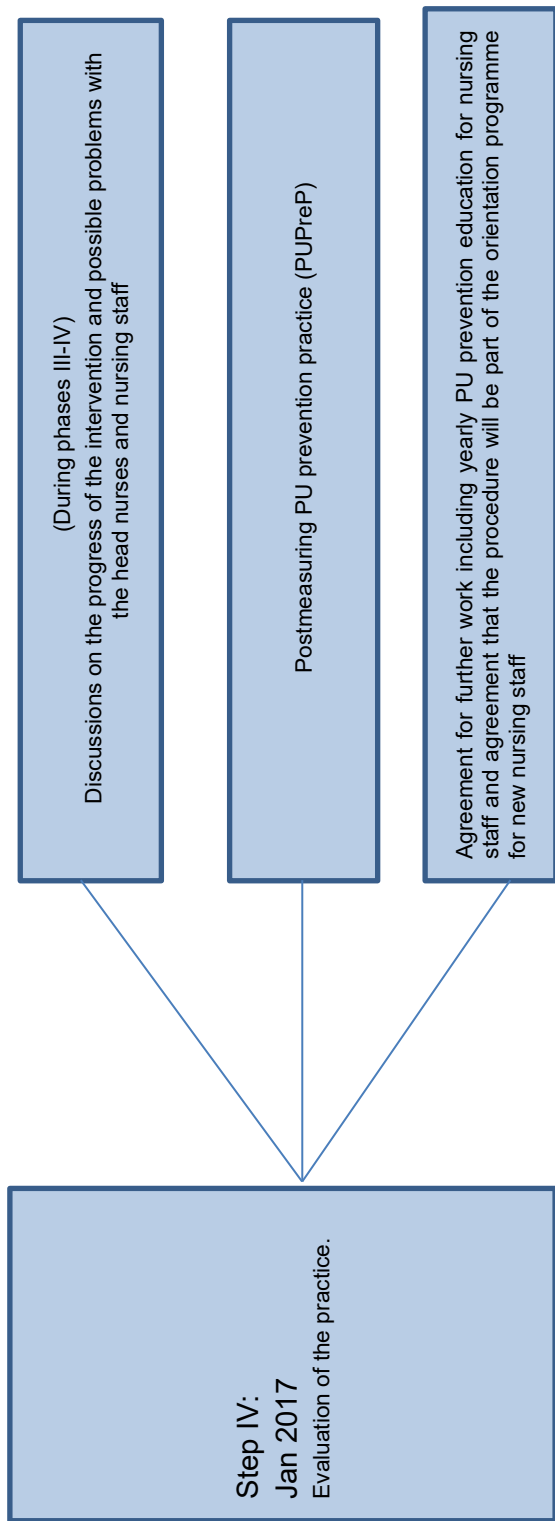 Step IV:
Jan 2017
Evaluation of the practice.
(During phases III-IV)
Discussions on the progress of the intervention and possible problems with
the head nurses and nursing staff
Postmeasuring PU prevention practice (PUPreP)
Agreement for further work including yearly PU prevention education for nursing
staff and agreement that the procedure will be part of the orientation programme
for new nursing staff